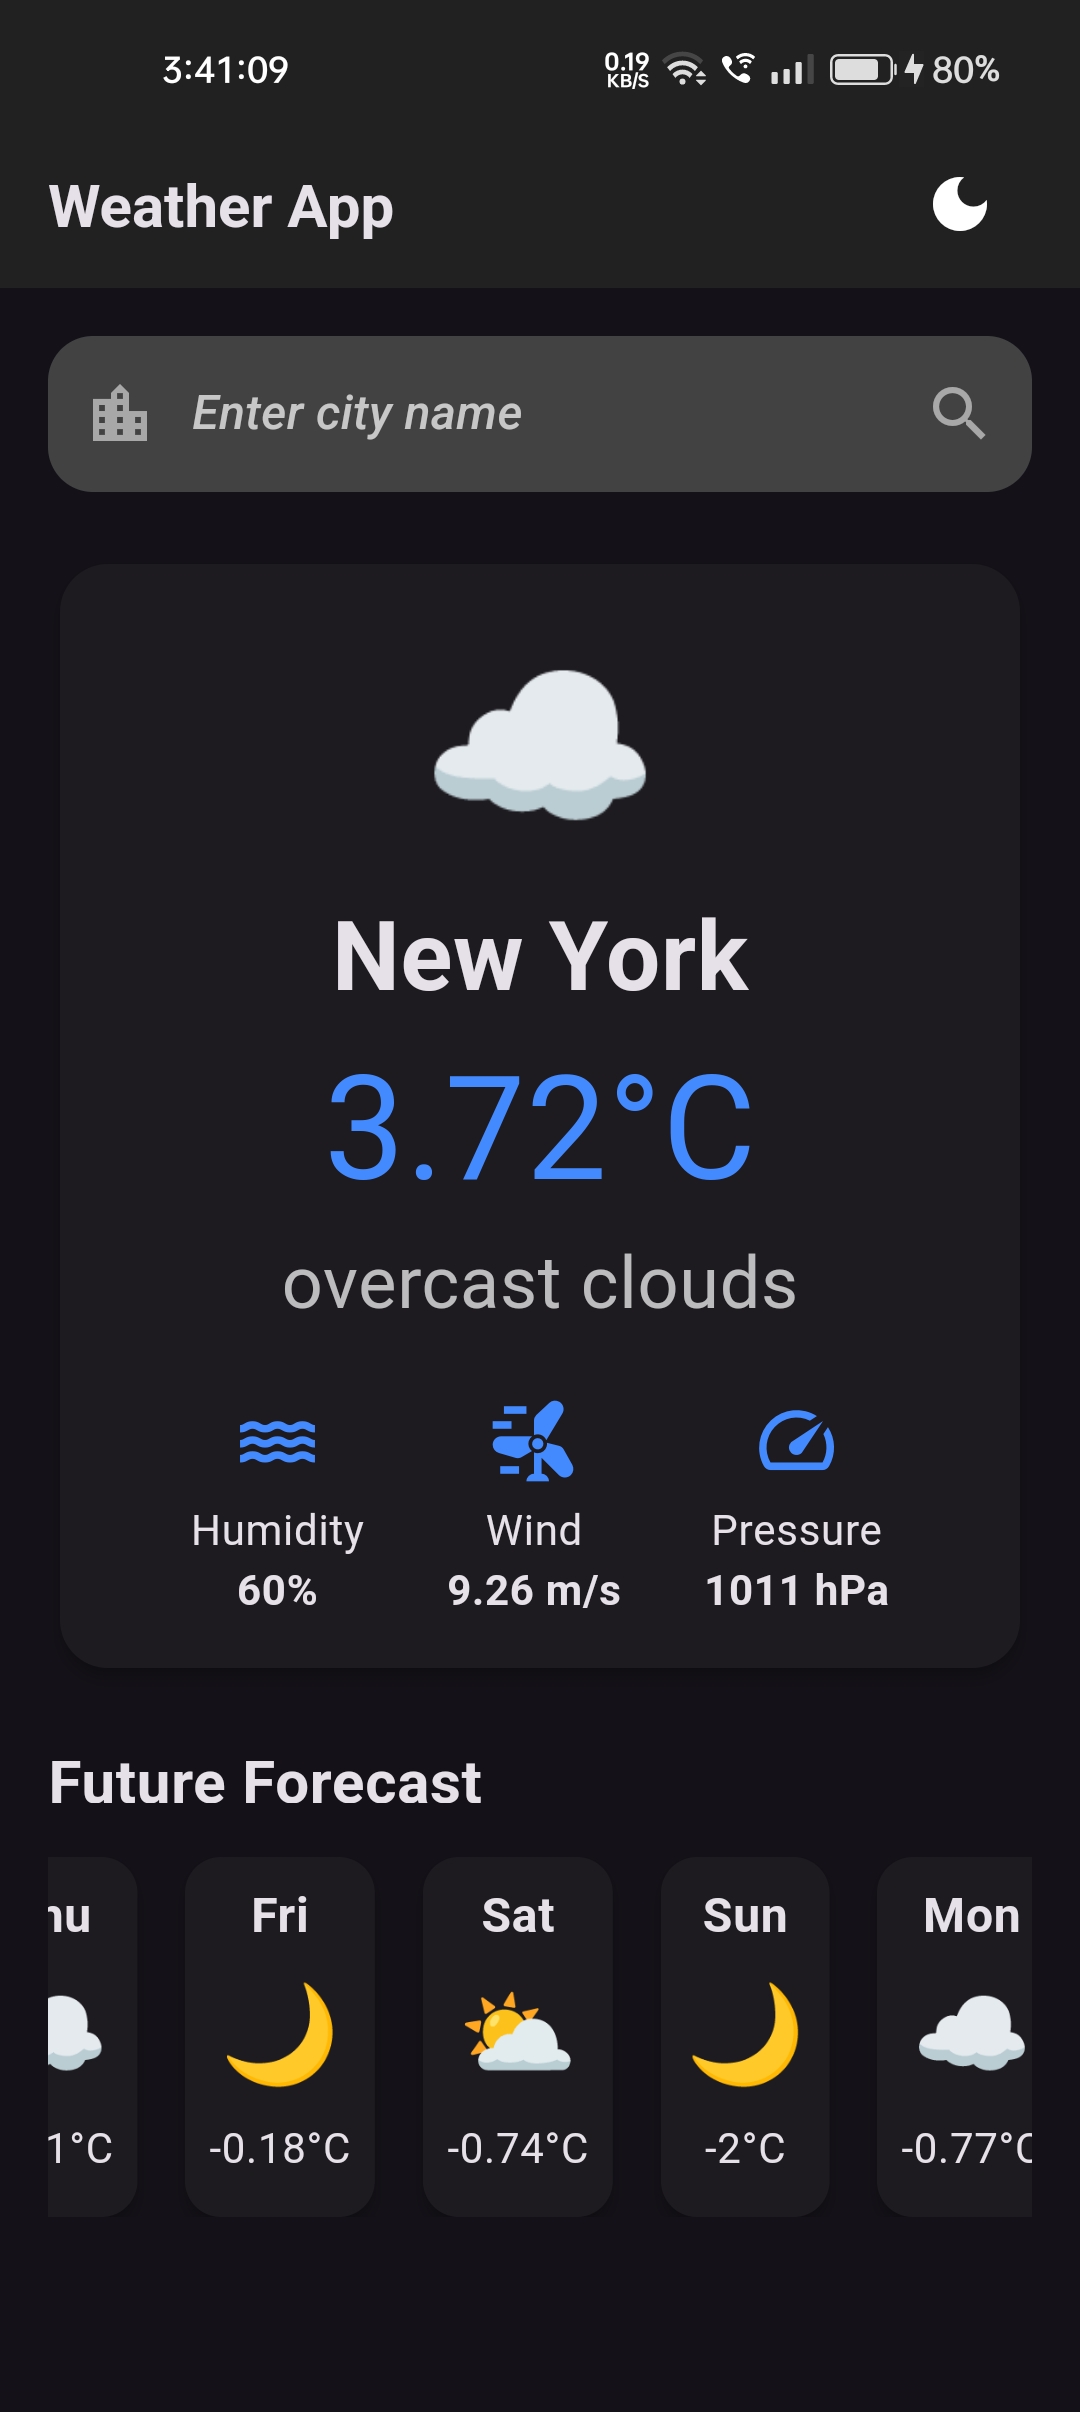 3:41:09 0.19 KB/S 80%
Weather App
Enter city name
New York
3.72°C
overcast clouds
Humidity Wind Pressure
60% 9.26 m/s 1011 hPa
Future Forecast
Fri Sat Sun Mon
-0.18°C -0.74°C -2°C -0.77°C